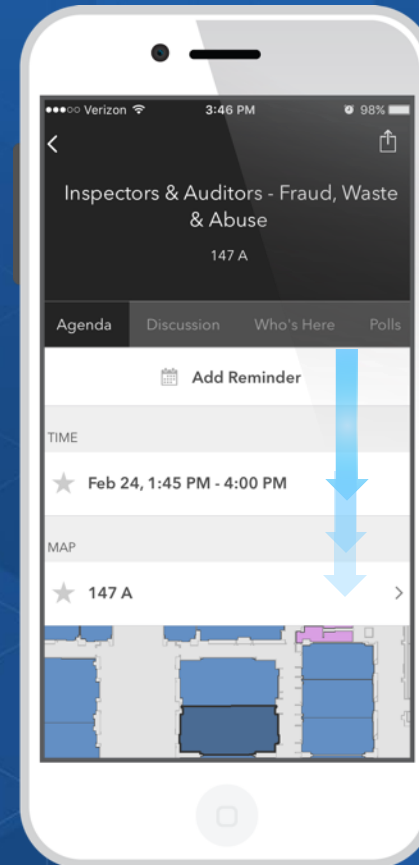 Verizon 3:46 PM 98%
Inspectors & Auditors - Fraud, Waste
& Abuse
147 A
Agenda Discussion Who's Here Polls
Add Reminder
TIME
Feb 24, 1:45 PM - 4:00 PM
MAP
147 A